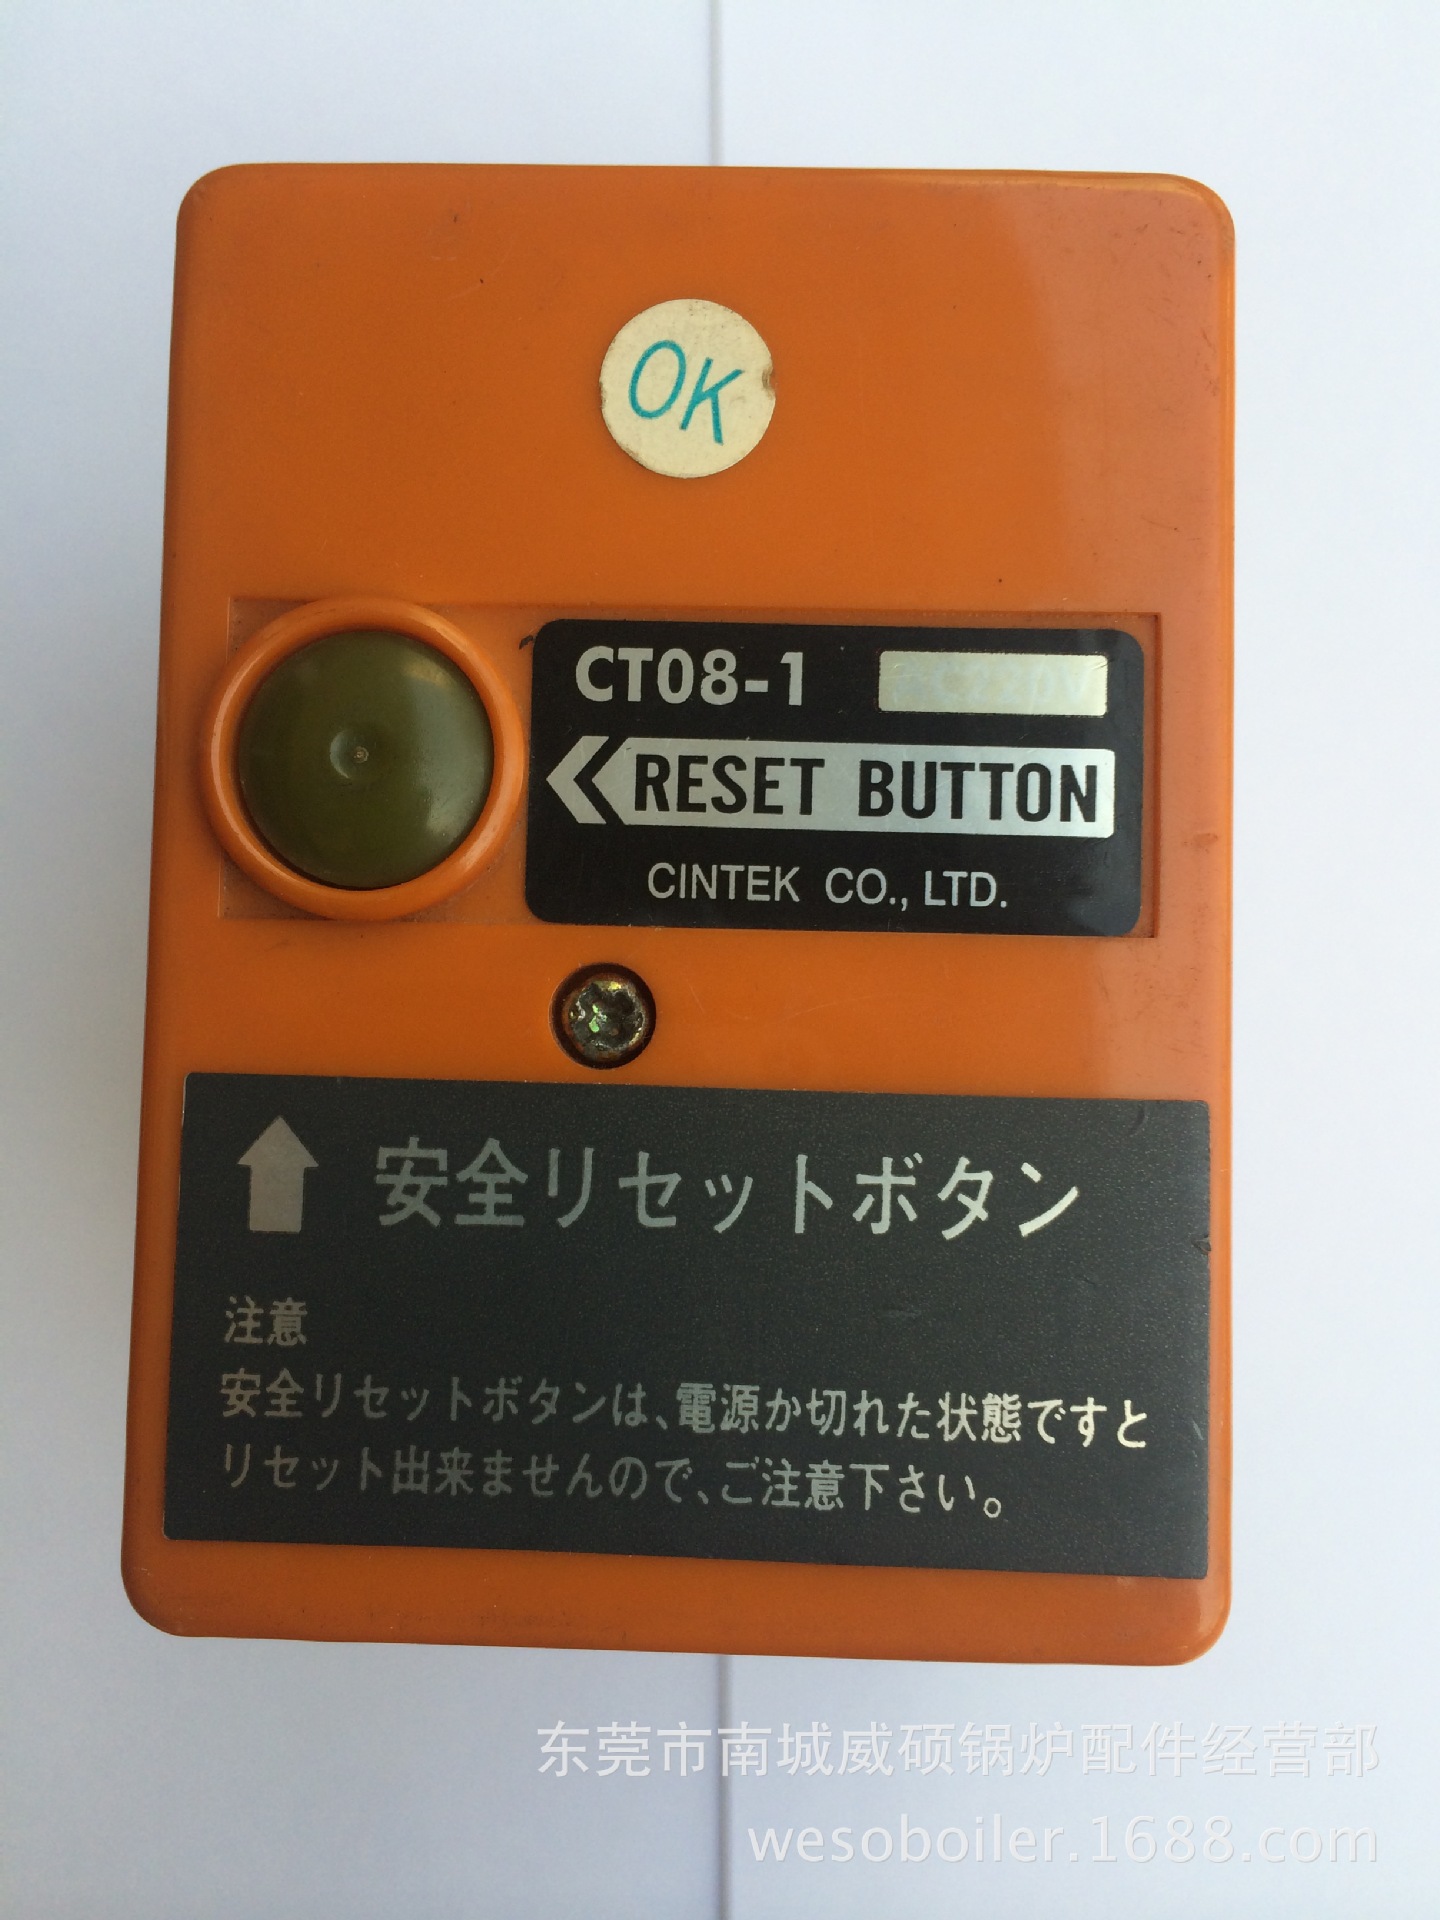 OK
CT08-1
RESET BUTTON
CINTEK CO., LTD.
安全リセットボタン
注意
安全リセットボタンは、電源か切れた状態ですと
リセット出来ませんので、ご注意下さい。
东莞市南城威硕锅炉配件经营部
wesoboiler.1688.com